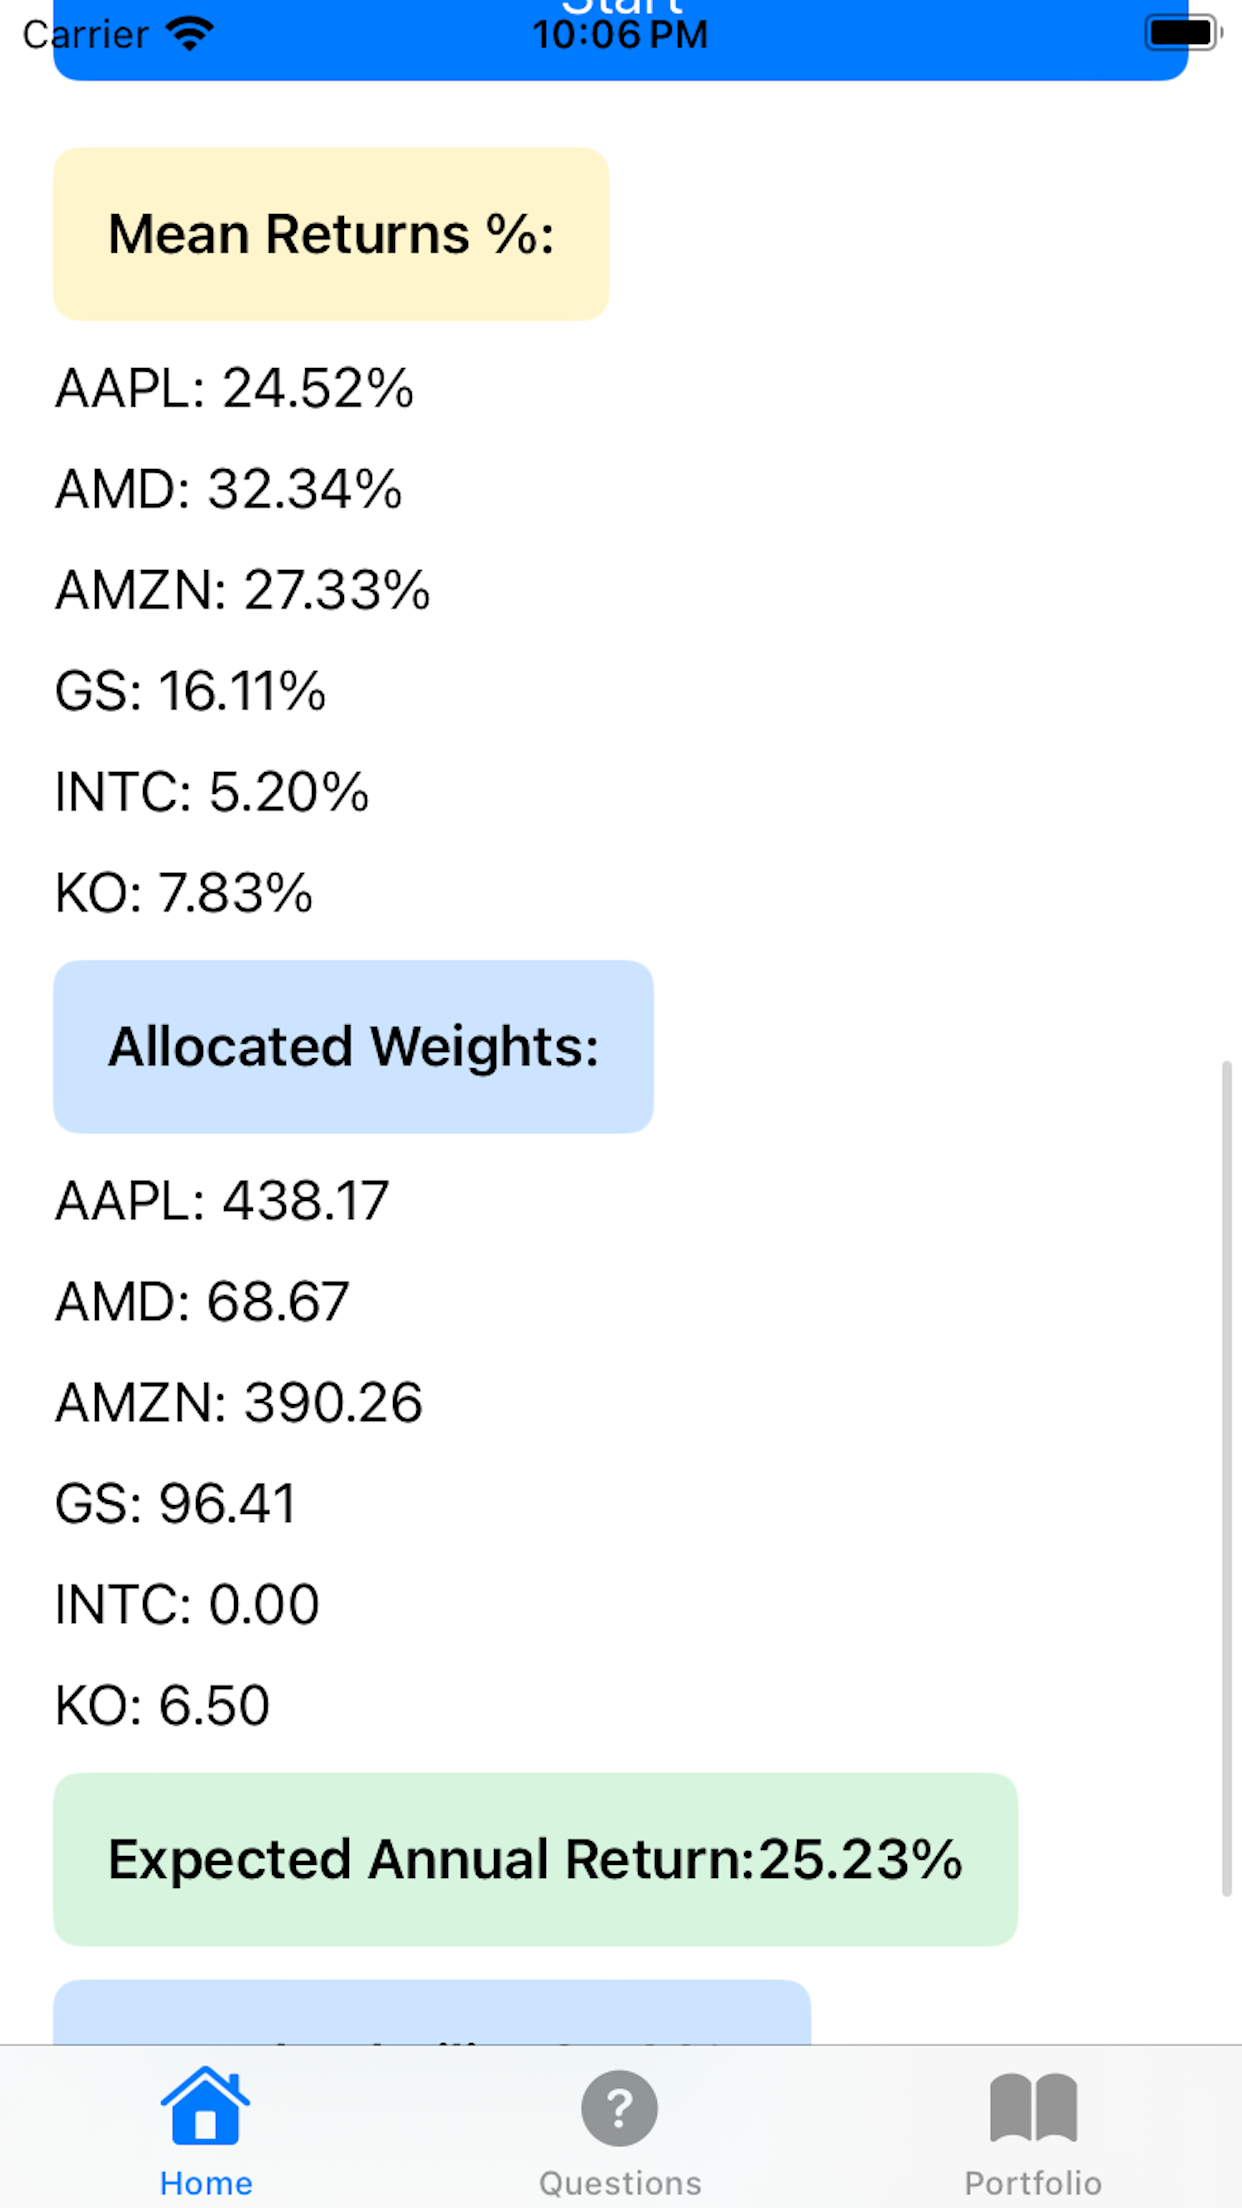 Start
Carrier 10:06 PM
Mean Returns %:
AAPL: 24.52%
AMD: 32.34%
AMZN: 27.33%
GS: 16.11%
INTC: 5.20%
KO: 7.83%
Allocated Weights:
AAPL: 438.17
AMD: 68.67
AMZN: 390.26
GS: 96.41
INTC: 0.00
KO: 6.50
Expected Annual Return:25.23%
Home
Questions
Portfolio